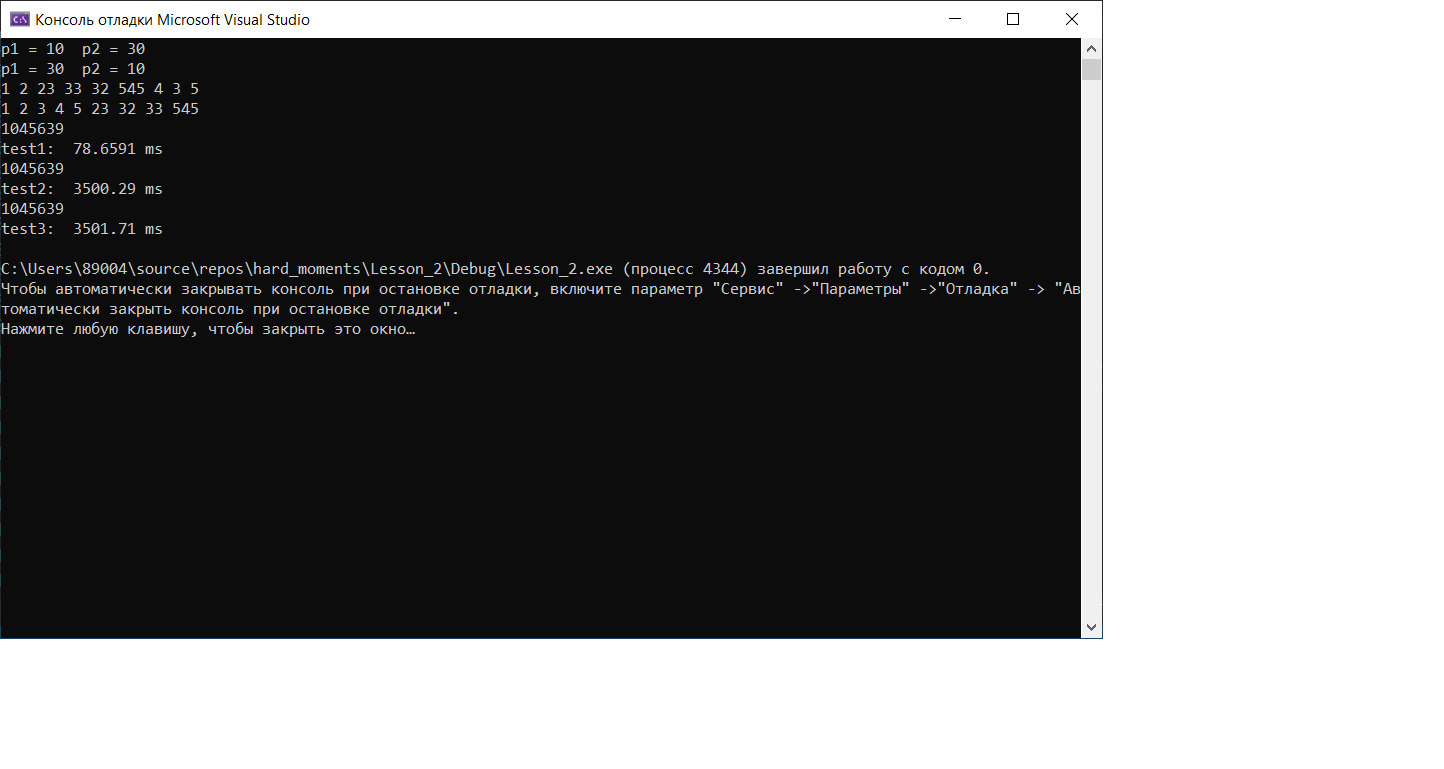 Консоль отладки Microsoft Visual Studio
p1 = 10  p2 = 30
p1 = 30  p2 = 10
1 2 23 33 32 545 4 3 5
1 2 3 4 5 23 32 33 545
1045639
test1:  78.6591 ms
1045639
test2:  3500.29 ms
1045639
test3:  3501.71 ms
C:\Users\89004\source\repos\hard_moments\Lesson_2\Debug\Lesson_2.exe (процесс 4344) завершил работу с кодом 0.
Чтобы автоматически закрывать консоль при остановке отладки, включите параметр "Сервис" ->"Параметры" ->"Отладка" -> "Ав
томатически закрыть консоль при остановке отладки".
Нажмите любую клавишу, чтобы закрыть это окно…